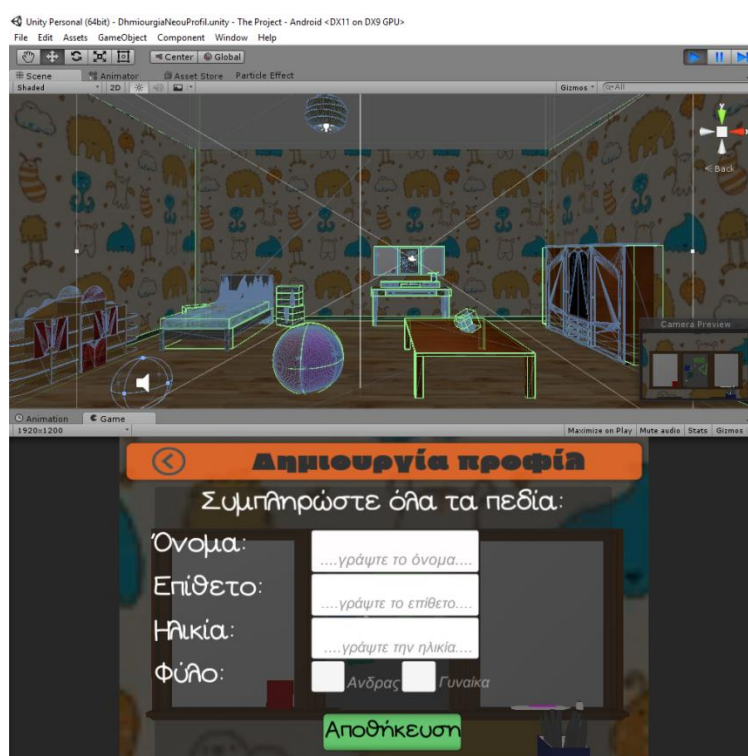 Unity Personal (64bit) - DhmiourgiaNeouProfil.unity - The Project - Android <DX11 on DX9 GPU>
File Edit Assets GameObject Component Window Help
Center Global
Scene Animator Asset Store Particle Effect
Shaded 2D Gizmos All
y
Back
Camera Preview
Animation Game
1920x1200 Maximize on Play Mute audio Stats Gizmos
Δημιουργία προφίλ
Συμπληρώστε όλα τα πεδία:
Όνομα: ....γράψτε το όνομα....
Επίθετο: ....γράψτε το επίθετο....
Ηλικία: ....γράψτε την ηλικία....
Φύλο: Ανδρας Γυναίκα
Αποθήκευση